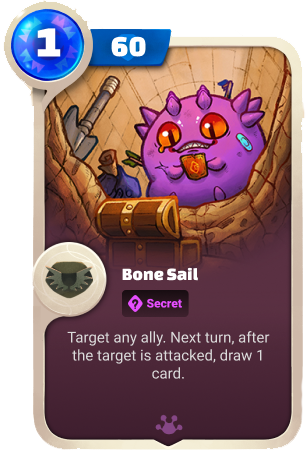 1
60
Bone Sail
Secret
Target any ally. Next turn, after
the target is attacked, draw 1
card.